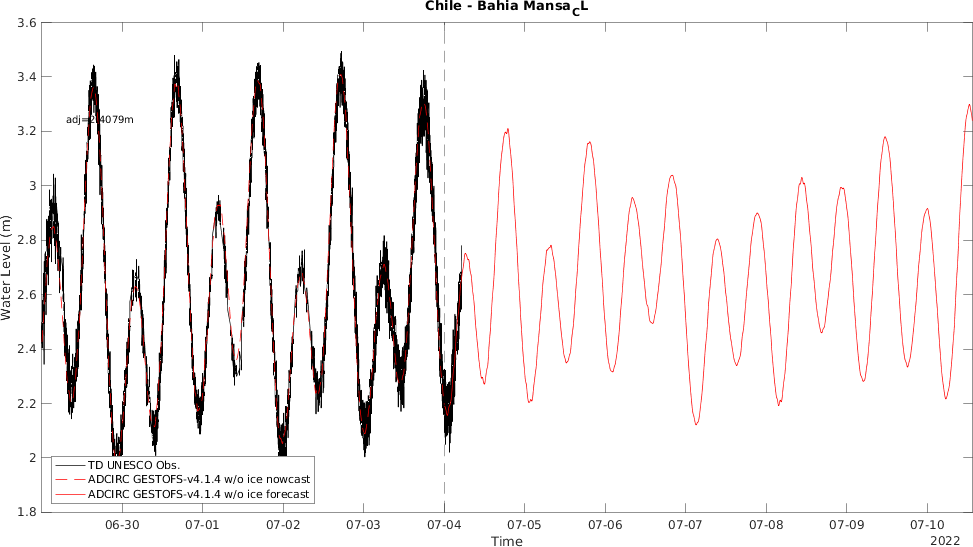 Chile - Bahia Mansa_CL
3.6
3.4
3.2
3
2.8
2.6
2.4
2.2
2
1.8
Water Level (m)
adj=2.4079m
TD UNESCO Obs.
ADCIRC GESTOFS-v4.1.4 w/o ice nowcast
ADCIRC GESTOFS-v4.1.4 w/o ice forecast
06-30 07-01 07-02 07-03 07-04 07-05 07-06 07-07 07-08 07-09 07-10
Time
2022